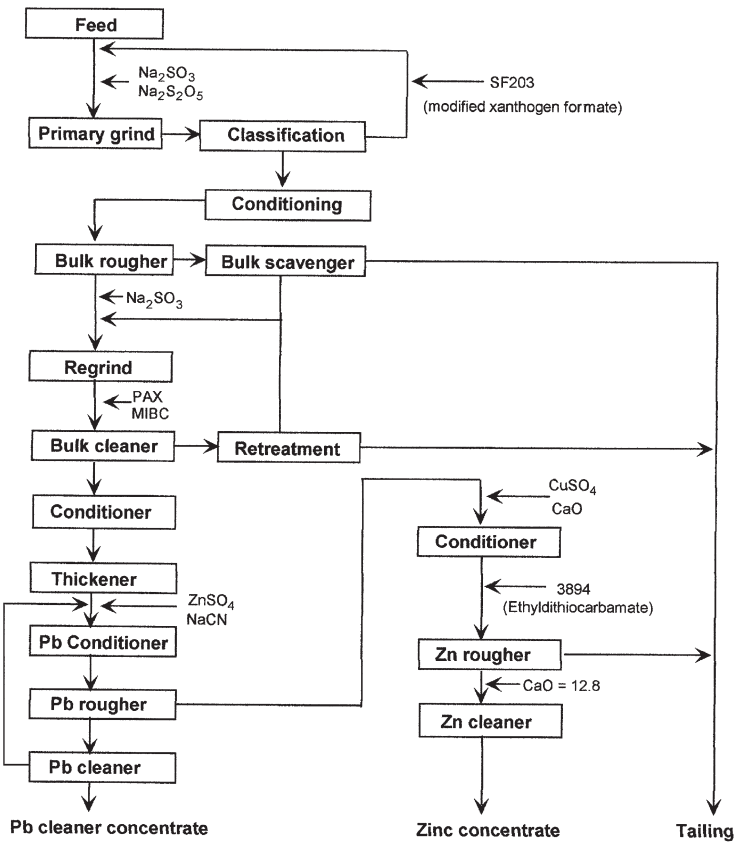 Feed
Na2SO3
Na2S2O5
SF203
(modified xanthogen formate)
Primary grind
Classification
Conditioning
Bulk rougher
Bulk scavenger
Na2SO3
Regrind
PAX
MIBC
Bulk cleaner
Retreatment
CuSO4
CaO
Conditioner
Conditioner
Thickener
3894
(Ethyldithiocarbamate)
ZnSO4
NaCN
Pb Conditioner
Zn rougher
CaO = 12.8
Pb rougher
Zn cleaner
Pb cleaner
Pb cleaner concentrate
Zinc concentrate
Tailing